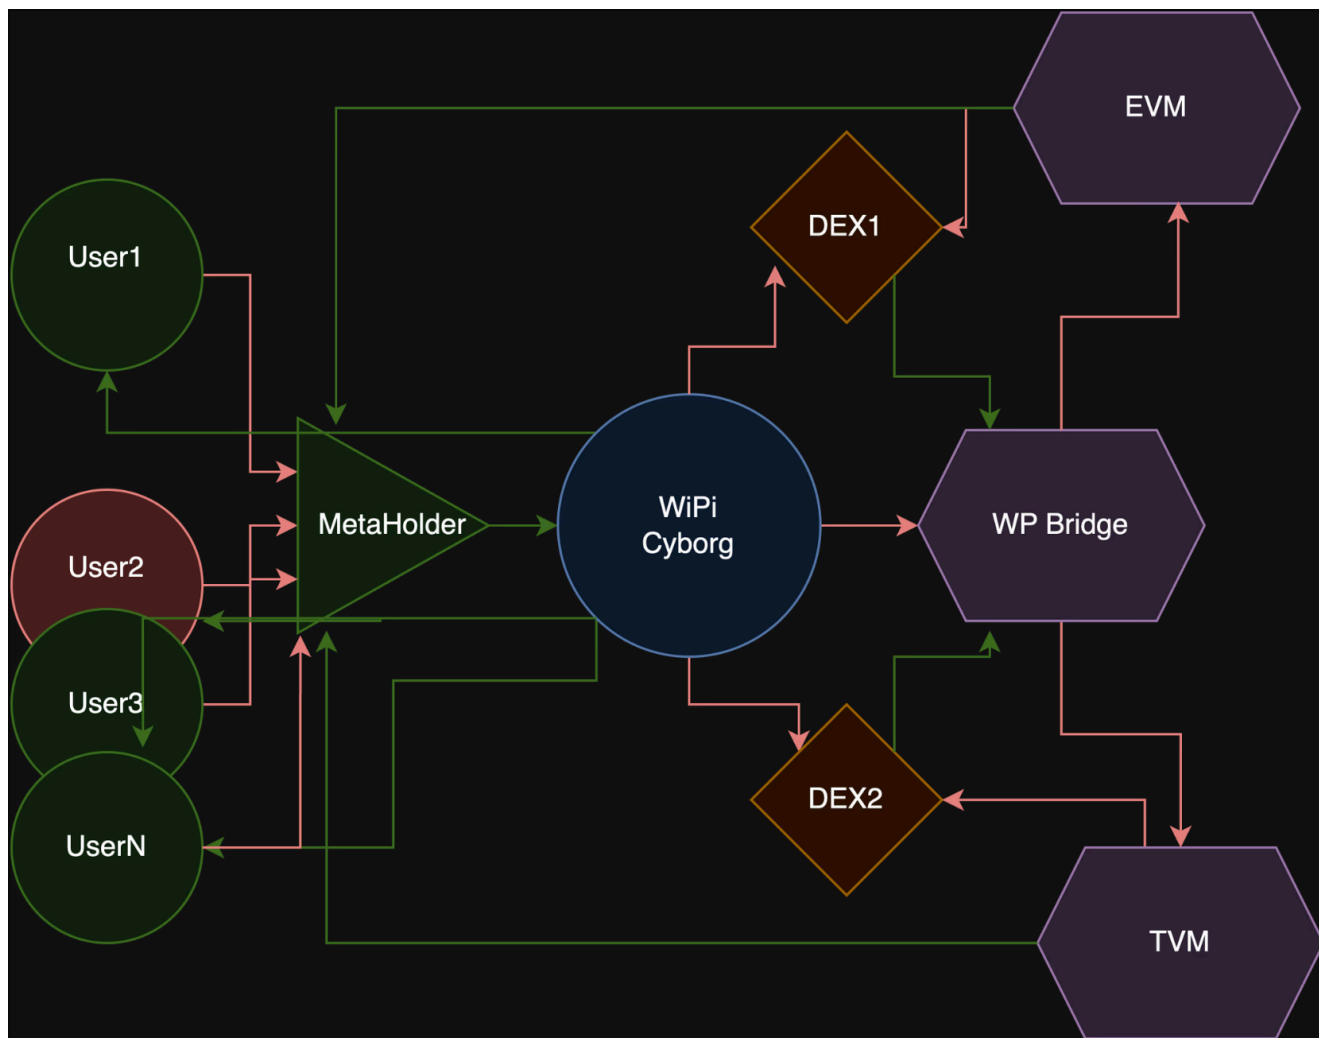 EVM
DEX1
User1
WiPi
Cyborg
MetaHolder
WP Bridge
User2
User3
DEX2
UserN
TVM